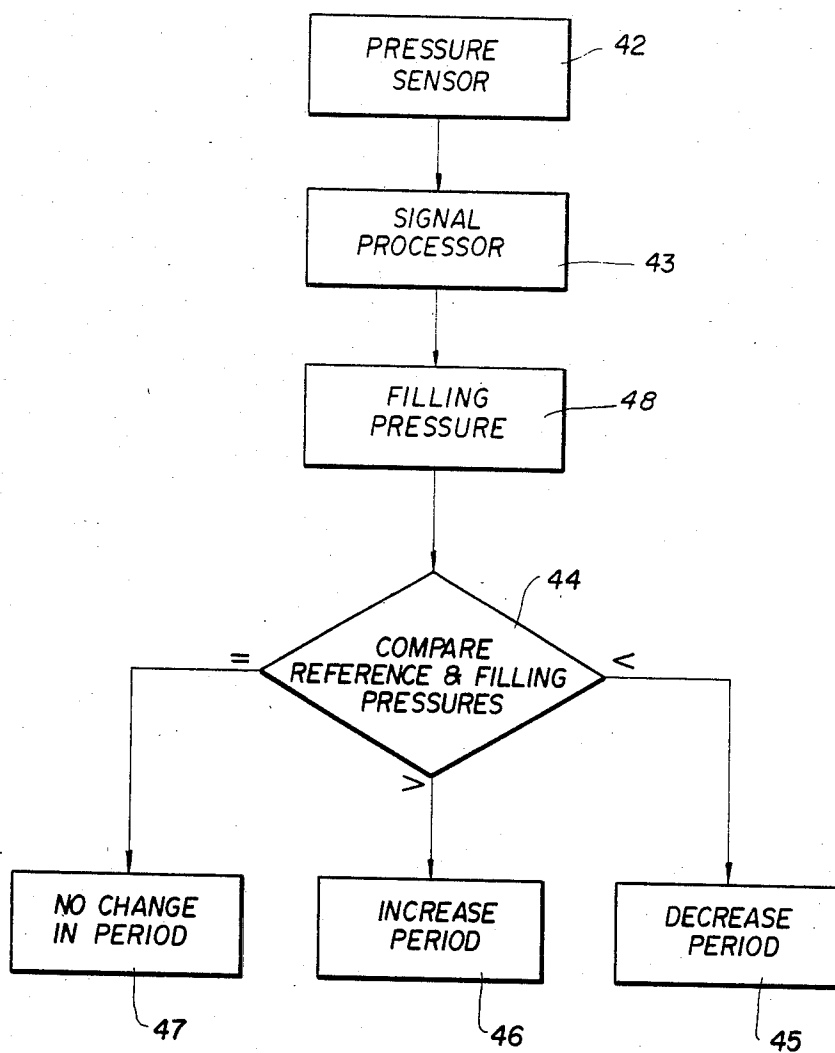 PRESSURE
SENSOR
42
SIGNAL
PROCESSOR
43
FILLING
PRESSURE
48
44
COMPARE
REFERENCE & FILLING
PRESSURES
=
<
>
NO CHANGE
IN PERIOD
INCREASE
PERIOD
DECREASE
PERIOD
47
46
45